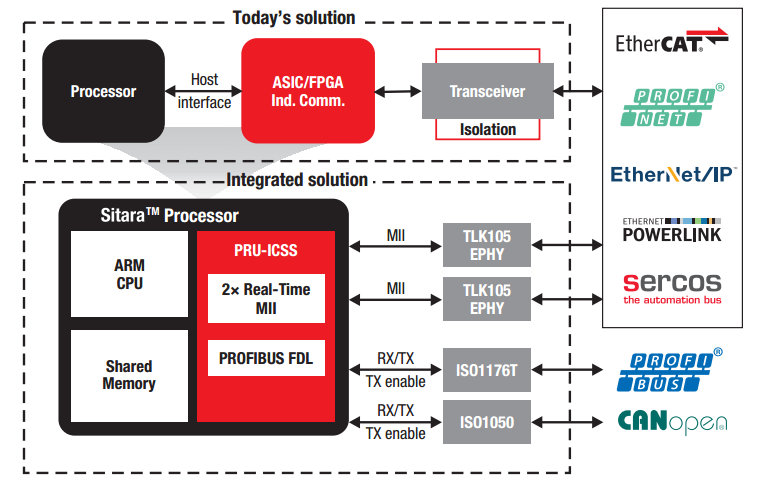 Today's solution
Processor
Host
interface
ASIC/FPGA
Ind. Comm.
Transceiver
Isolation
EtherCAT®
PROFI®
NET
EtherNet/IP™
ETHERNET
POWERLINK
sercos
the automation bus
Integrated solution
Sitara™ Processor
ARM
CPU
Shared
Memory
PRU-ICSS
2× Real-Time
MII
PROFIBUS FDL
MII
TLK105
EPHY
MII
TLK105
EPHY
RX/TX
TX enable
ISO1176T
RX/TX
TX enable
ISO1050
PROFI®
BUS
CANopen®